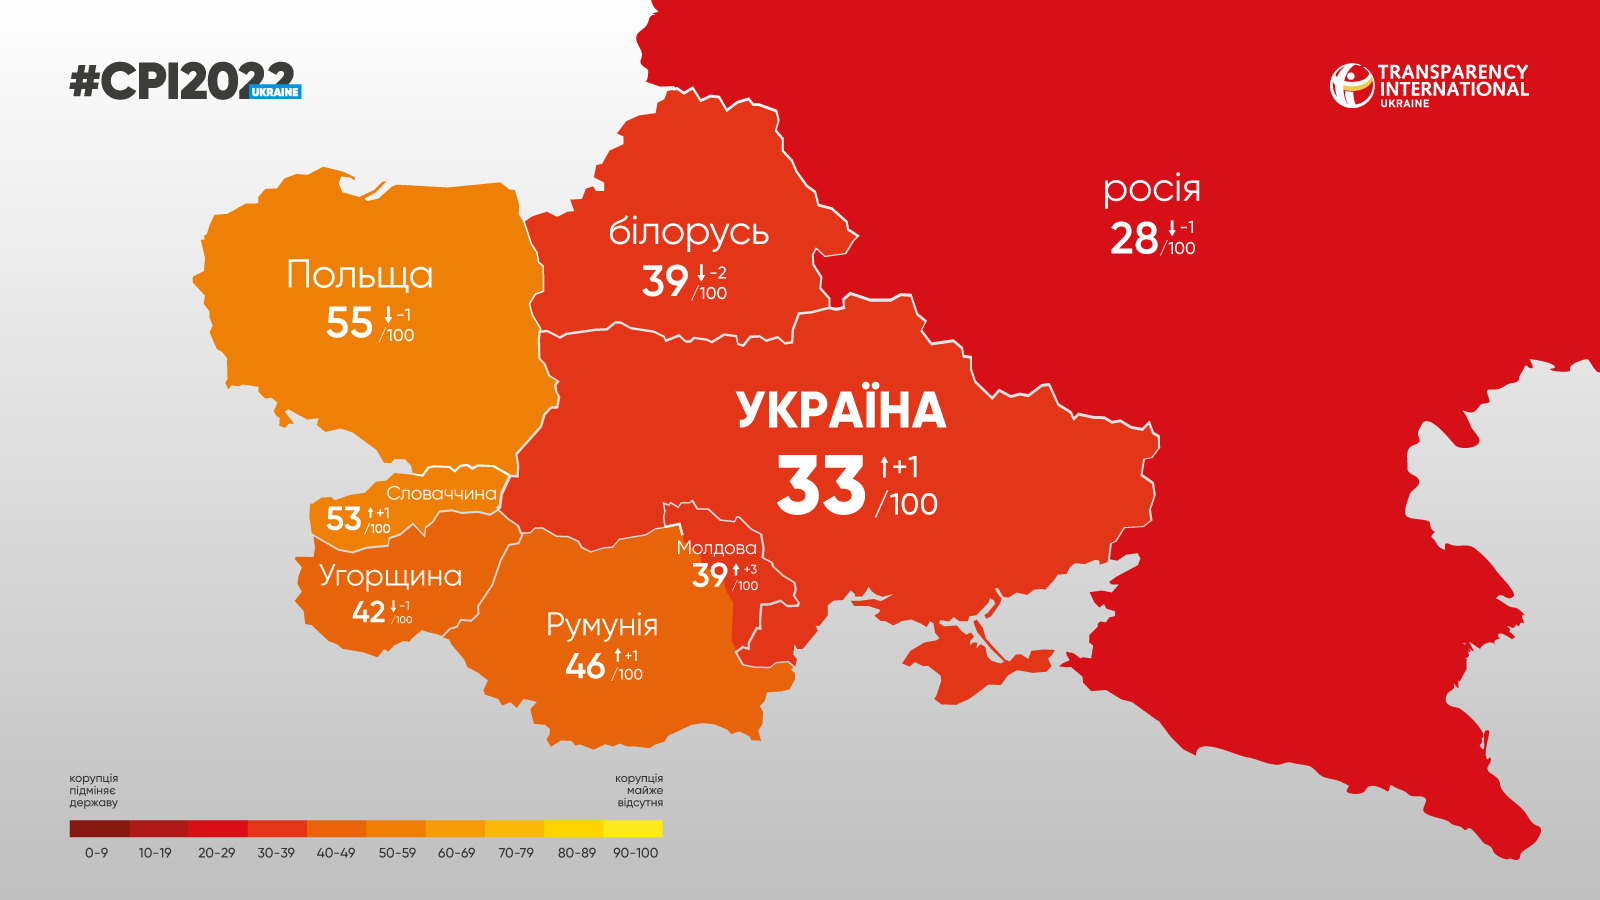 #CPI2022
UKRAINE
TRANSPARENCY
INTERNATIONAL
UKRAINE
росія
28 ↓-1
/100
білорусь
39 ↓-2
/100
Польща
55 ↓-1
/100
УКРАЇНА
33 ↑+1
/100
Словаччина
53 ↑+1
/100
Молдова
39 ↑+3
/100
Угорщина
42 ↓-1
/100
Румунія
46 ↑+1
/100
корупція
підміняє
державу
корупція
майже
відсутня
0-9 10-19 20-29 30-39 40-49 50-59 60-69 70-79 80-89 90-100